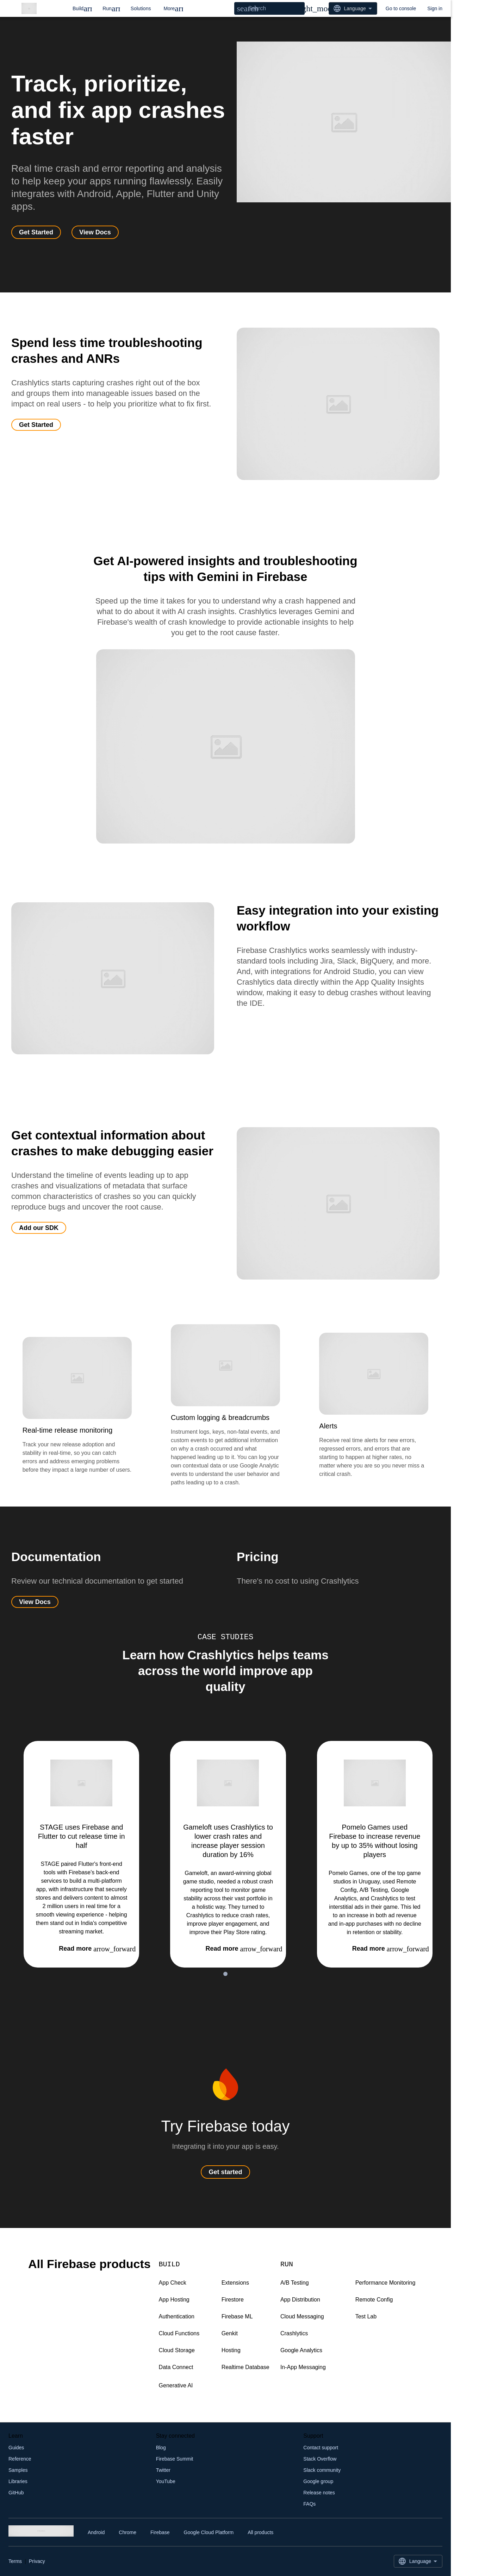 Build
Run
Solutions
More
Language
Go to console
Sign in
Track, prioritize,
and fix app crashes
faster
Real time crash and error reporting and analysis
to help keep your apps running flawlessly. Easily
integrates with Android, Apple, Flutter and Unity
apps.
Get Started
View Docs
Spend less time troubleshooting
crashes and ANRs
Crashlytics starts capturing crashes right out of the box
and groups them into manageable issues based on the
impact on real users - to help you prioritize what to fix first.
Get Started
Get AI-powered insights and troubleshooting
tips with Gemini in Firebase
Speed up the time it takes for you to understand why a crash happened and
what to do about it with AI crash insights. Crashlytics leverages Gemini and
Firebase's wealth of crash knowledge to provide actionable insights to help
you get to the root cause faster.
Easy integration into your existing
workflow
Firebase Crashlytics works seamlessly with industry-
standard tools including Jira, Slack, BigQuery, and more.
And, with integrations for Android Studio, you can view
Crashlytics data directly within the App Quality Insights
window, making it easy to debug crashes without leaving
the IDE.
Get contextual information about
crashes to make debugging easier
Understand the timeline of events leading up to app
crashes and visualizations of metadata that surface
common characteristics of crashes so you can quickly
reproduce bugs and uncover the root cause.
Add our SDK
Real-time release monitoring
Track your new release adoption and
stability in real-time, so you can catch
errors and address emerging problems
before they impact a large number of users.
Custom logging & breadcrumbs
Instrument logs, keys, non-fatal events, and
custom events to get additional information
on why a crash occurred and what
happened leading up to it. You can log your
own contextual data or use Google Analytic
events to understand the user behavior and
paths leading up to a crash.
Alerts
Receive real time alerts for new errors,
regressed errors, and errors that are
starting to happen at higher rates, no
matter where you are so you never miss a
critical crash.
Documentation
Review our technical documentation to get started
View Docs
Pricing
There's no cost to using Crashlytics
CASE STUDIES
Learn how Crashlytics helps teams
across the world improve app
quality
STAGE uses Firebase and
Flutter to cut release time in
half
STAGE paired Flutter's front-end
tools with Firebase's back-end
services to build a multi-platform
app, with infrastructure that securely
stores and delivers content to almost
2 million users in real time for a
smooth viewing experience - helping
them stand out in India's competitive
streaming market.
Read more arrow_forward
Gameloft uses Crashlytics to
lower crash rates and
increase player session
duration by 16%
Gameloft, an award-winning global
game studio, needed a robust crash
reporting tool to monitor game
stability across their vast portfolio in
a holistic way. They turned to
Crashlytics to reduce crash rates,
improve player engagement, and
improve their Play Store rating.
Read more arrow_forward
Pomelo Games used
Firebase to increase revenue
by up to 35% without losing
players
Pomelo Games, one of the top game
studios in Uruguay, used Remote
Config, A/B Testing, Google
Analytics, and Crashlytics to test
interstitial ads in their game. This led
to an increase in both ad revenue
and in-app purchases with no decline
in retention or stability.
Read more arrow_forward
Try Firebase today
Integrating it into your app is easy.
Get started
All Firebase products
BUILD
App Check
App Hosting
Authentication
Cloud Functions
Cloud Storage
Data Connect
Generative AI
Extensions
Firestore
Firebase ML
Genkit
Hosting
Realtime Database
RUN
A/B Testing
App Distribution
Cloud Messaging
Crashlytics
Google Analytics
In-App Messaging
Performance Monitoring
Remote Config
Test Lab
Guides
Reference
Samples
Libraries
GitHub
Blog
Firebase Summit
Twitter
YouTube
Contact support
Stack Overflow
Slack community
Google group
Release notes
FAQs
Android
Chrome
Firebase
Google Cloud Platform
All products
Terms
Privacy
Language